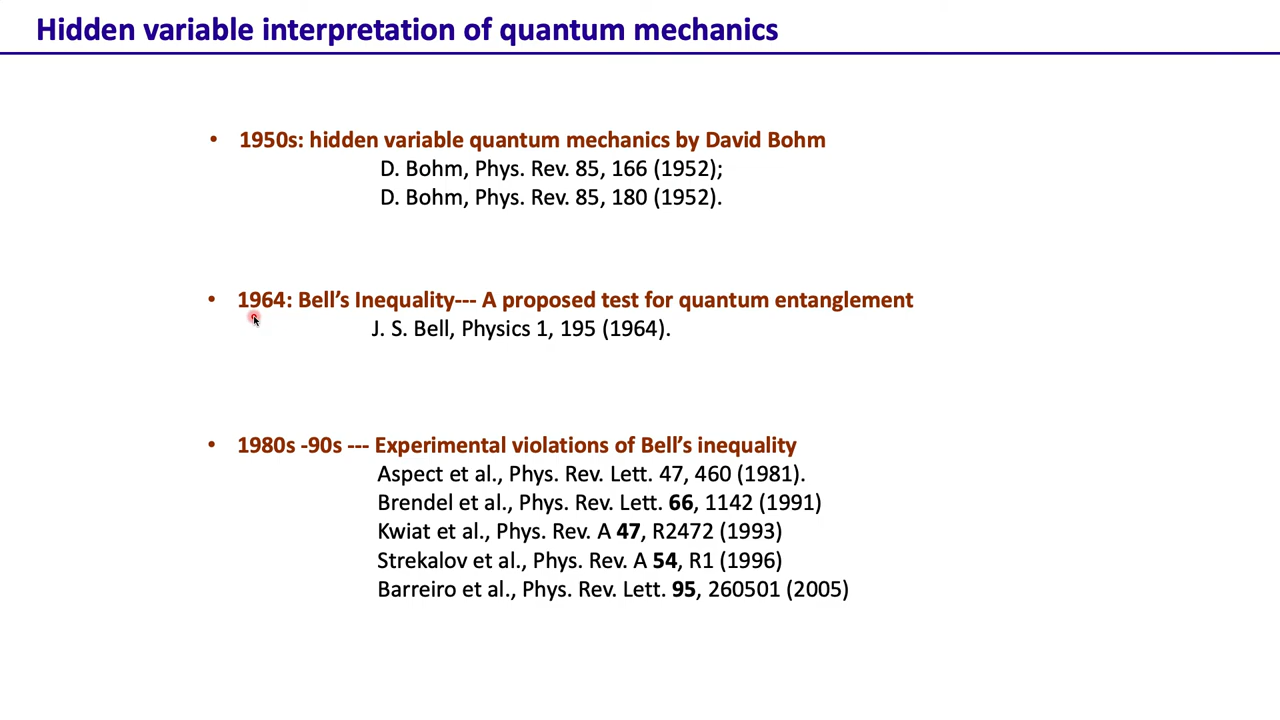 Hidden variable interpretation of quantum mechanics
• 1950s: hidden variable quantum mechanics by David Bohm
D. Bohm, Phys. Rev. 85, 166 (1952);
D. Bohm, Phys. Rev. 85, 180 (1952).
• 1964: Bell’s Inequality--- A proposed test for quantum entanglement
J. S. Bell, Physics 1, 195 (1964).
• 1980s -90s --- Experimental violations of Bell’s inequality
Aspect et al., Phys. Rev. Lett. 47, 460 (1981).
Brendel et al., Phys. Rev. Lett. 66, 1142 (1991)
Kwiat et al., Phys. Rev. A 47, R2472 (1993)
Strekalov et al., Phys. Rev. A 54, R1 (1996)
Barreiro et al., Phys. Rev. Lett. 95, 260501 (2005)